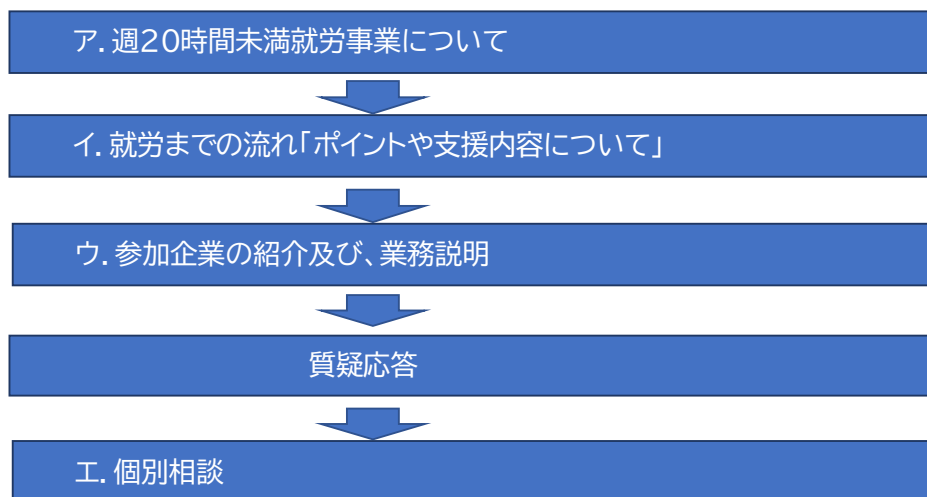 ア．週20時間未満就労事業について
イ．就労までの流れ「ポイントや支援内容について」
ウ．参加企業の紹介及び、業務説明
質疑応答
エ．個別相談